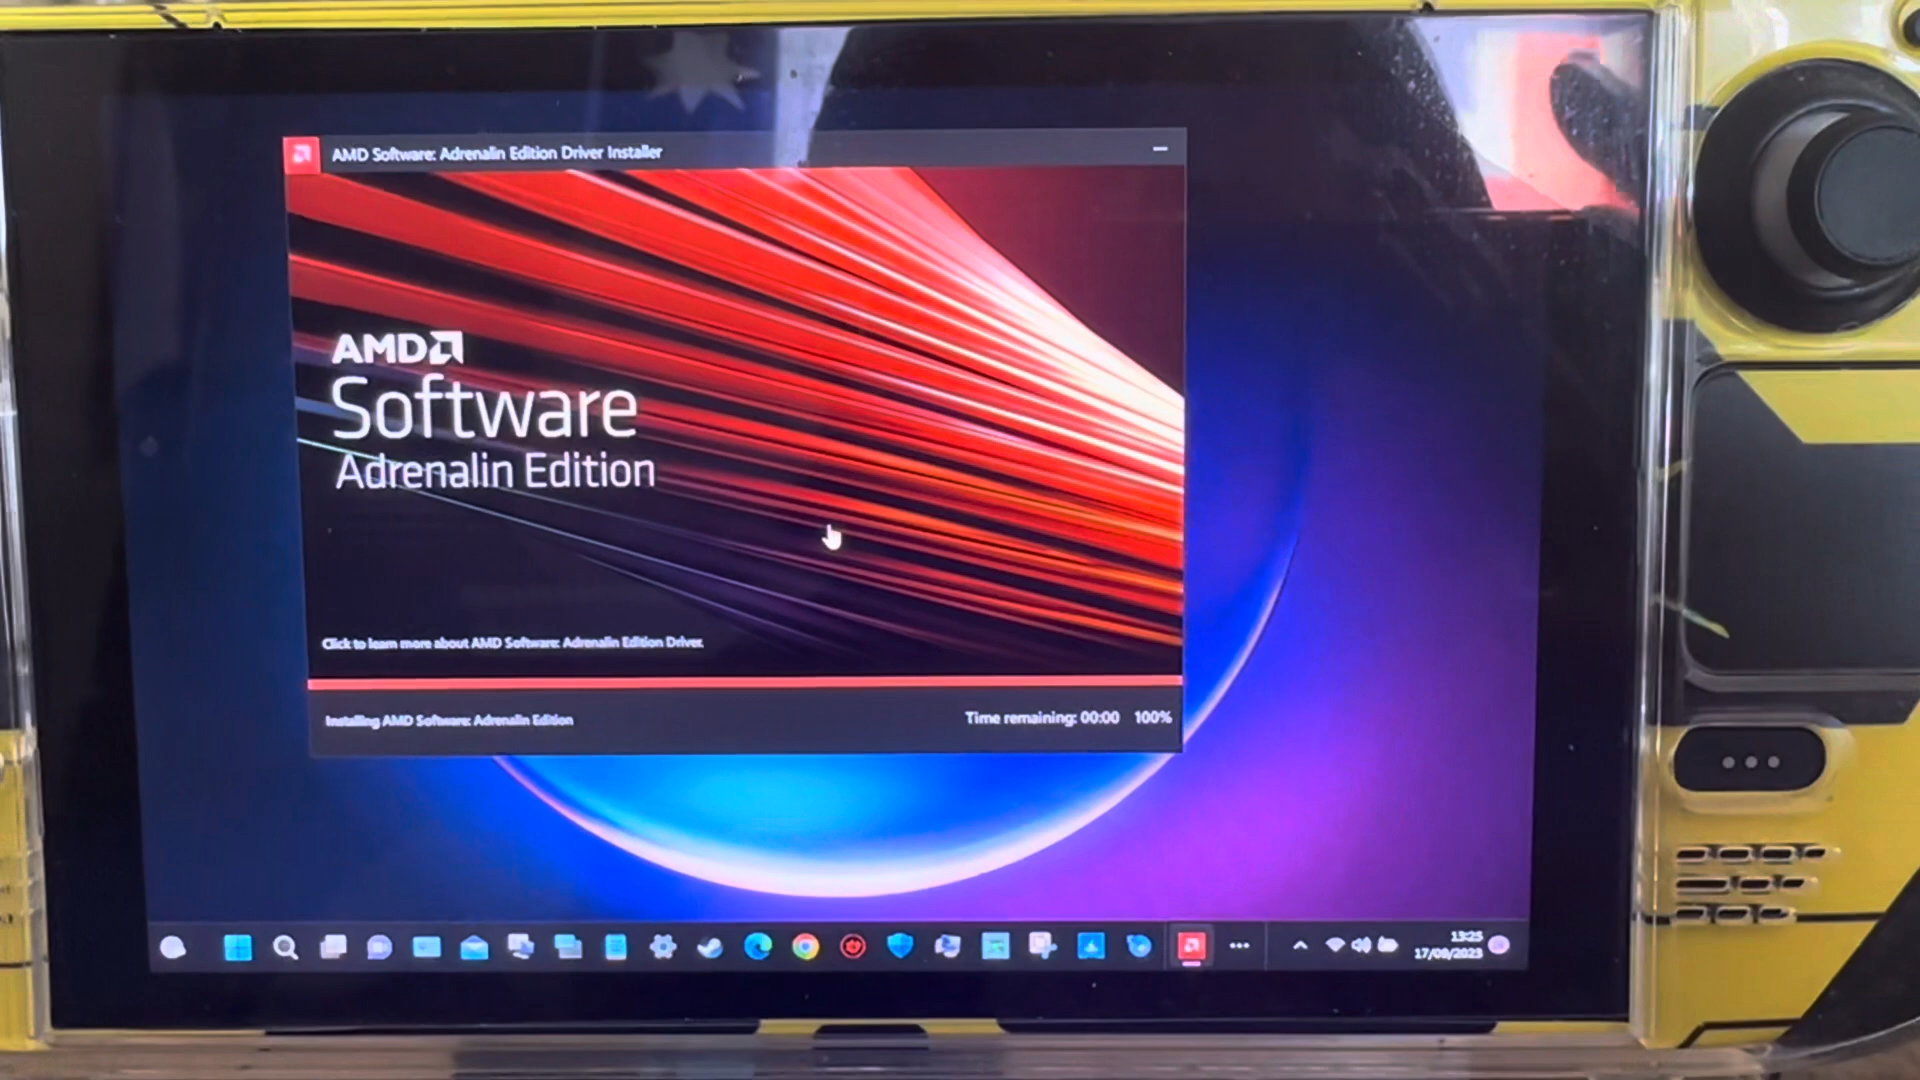 AMD Software: Adrenalin Edition Driver Installer
AMD
Software
Adrenalin Edition
Click to learn more about AMD Software: Adrenalin Edition Driver.
Installing AMD Software: Adrenalin Edition
Time remaining: 00:00 100%
13:25
17/09/2023